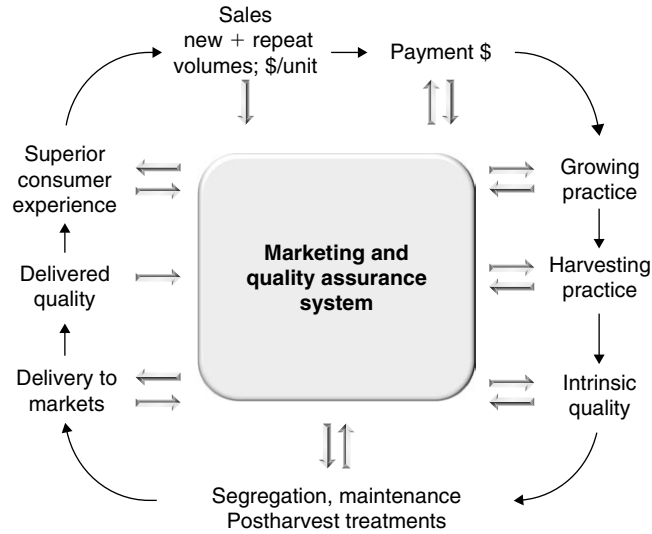 Sales
new + repeat
volumes; $/unit
Payment $
Superior
consumer
experience
Growing
practice
Marketing and
quality assurance
system
Delivered
quality
Harvesting
practice
Delivery to
markets
Intrinsic
quality
Segregation, maintenance
Postharvest treatments